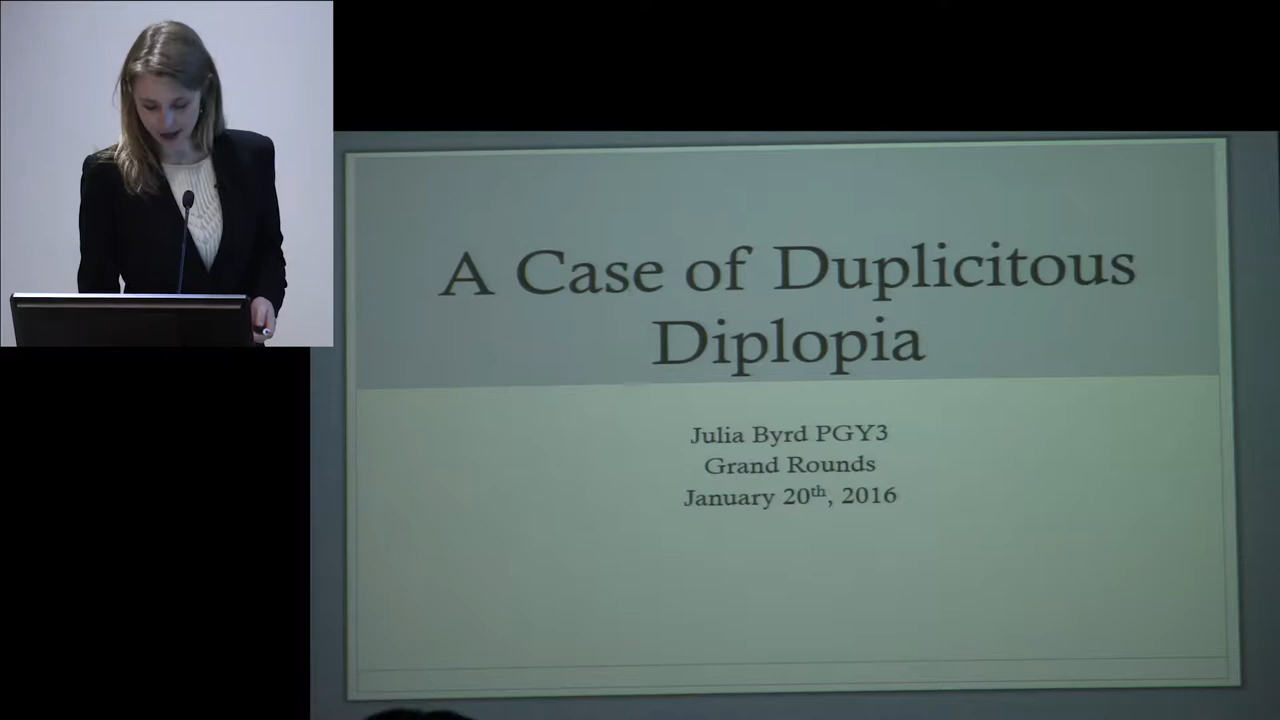 A Case of Duplicitous
Diplopia
Julia Byrd PGY3
Grand Rounds
January 20th, 2016